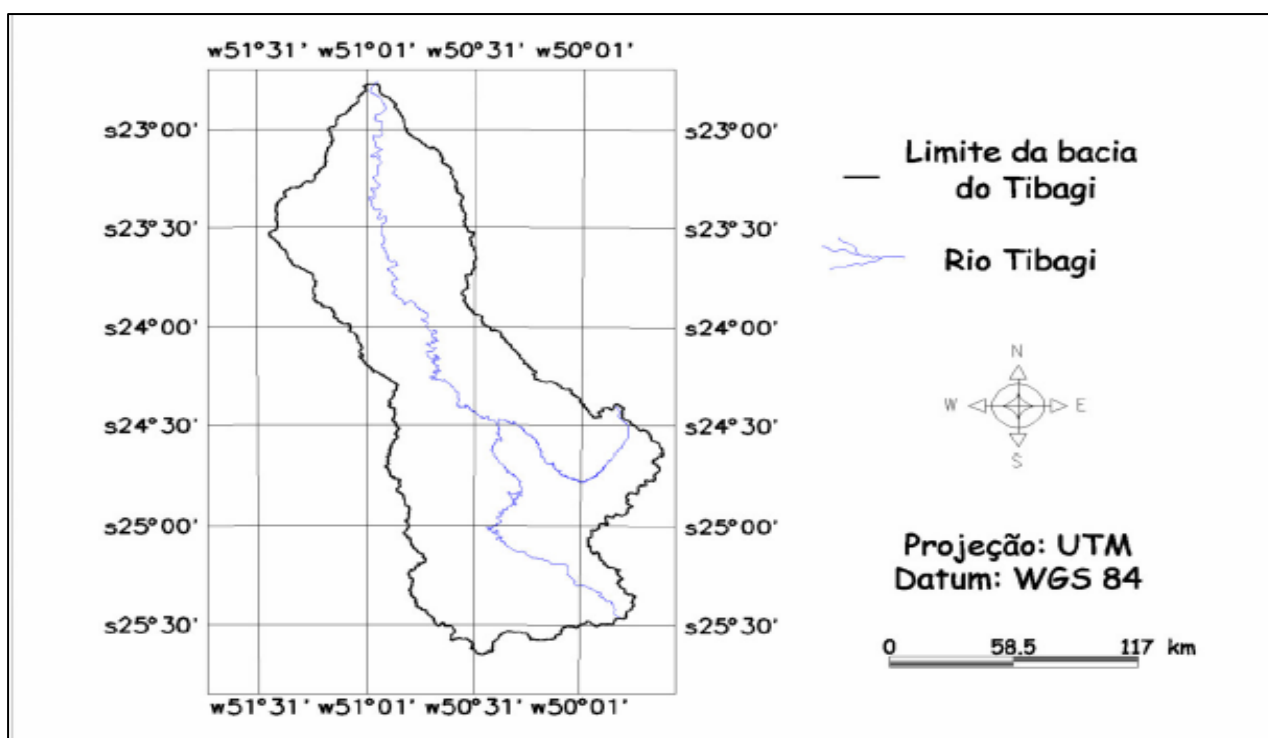 w51°31' w51°01' w50°31' w50°01'
s23°00' s23°00'
s23°30' s23°30'
s24°00' s24°00'
s24°30' s24°30'
s25°00' s25°00'
s25°30' s25°30'
w51°31' w51°01' w50°31' w50°01'
Limite da bacia
do Tibagi
Rio Tibagi
N
W E
S
Projeção: UTM
Datum: WGS 84
0 58.5 117 km